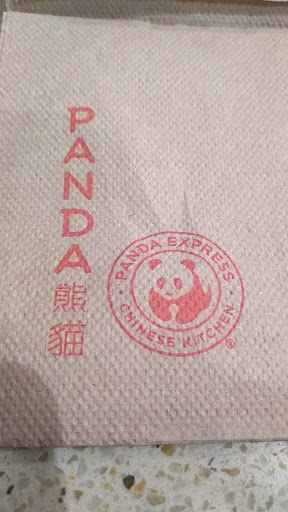 PANDA
熊
貓
PANDA EXPRESS
CHINESE KITCHEN
®